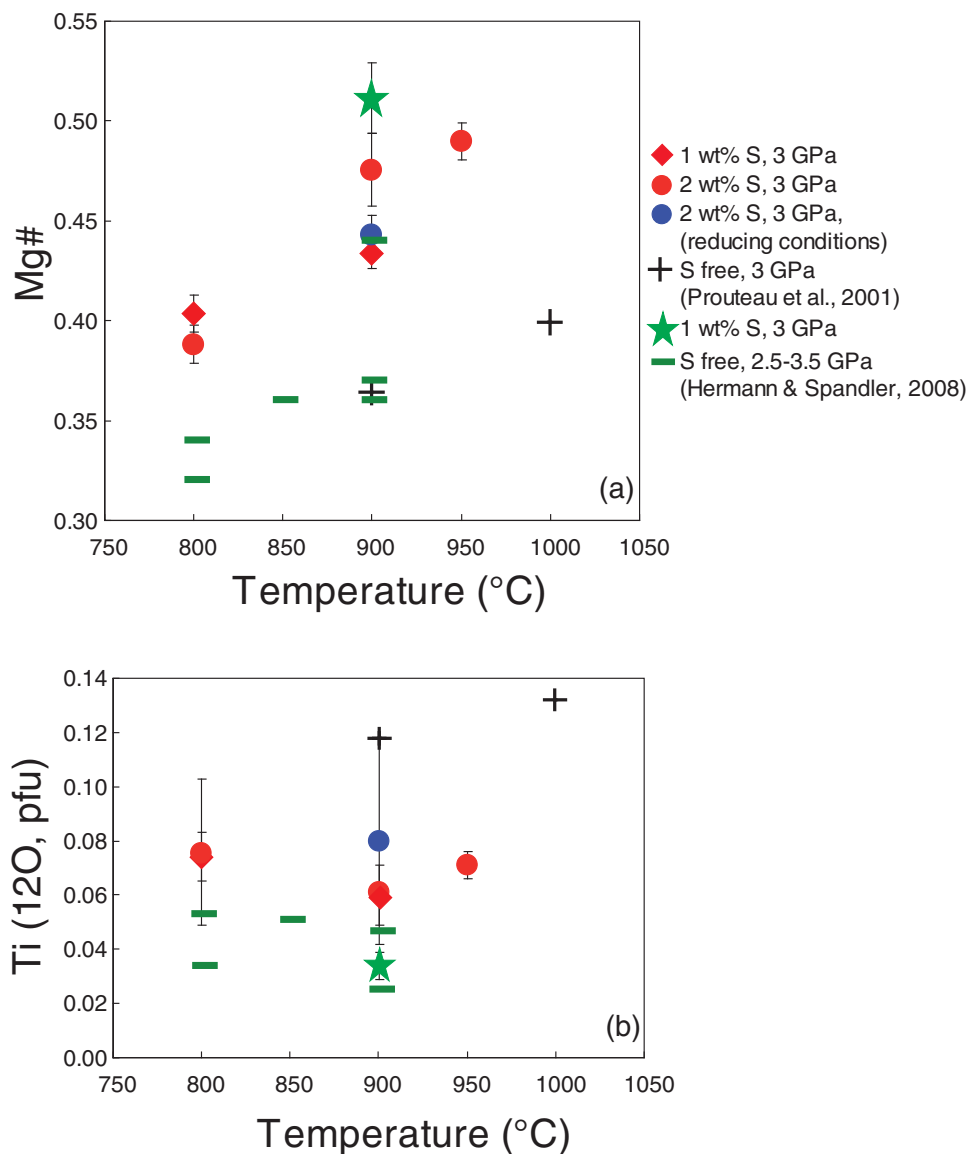 0.55
0.50
0.45
0.40
0.35
0.30
Mg#
750 800 850 900 950 1000 1050
Temperature (°C)
(a)
1 wt% S, 3 GPa
2 wt% S, 3 GPa
2 wt% S, 3 GPa,
(reducing conditions)
S free, 3 GPa
(Prouteau et al., 2001)
1 wt% S, 3 GPa
S free, 2.5-3.5 GPa
(Hermann & Spandler, 2008)
0.14
0.12
0.10
0.08
0.06
0.04
0.02
0.00
Ti (12O, pfu)
750 800 850 900 950 1000 1050
Temperature (°C)
(b)